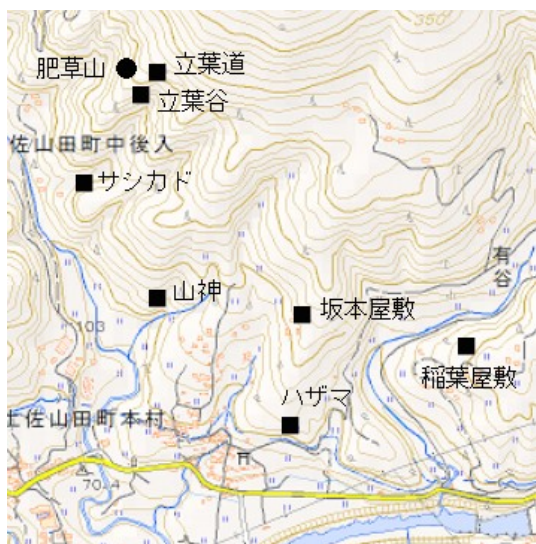 350
肥草山
立葉道
立葉谷
佐山田町中後入
サシカド
有谷
山神
坂本屋敷
103
稲葉屋敷
ハザマ
土佐山田町本村
70.4